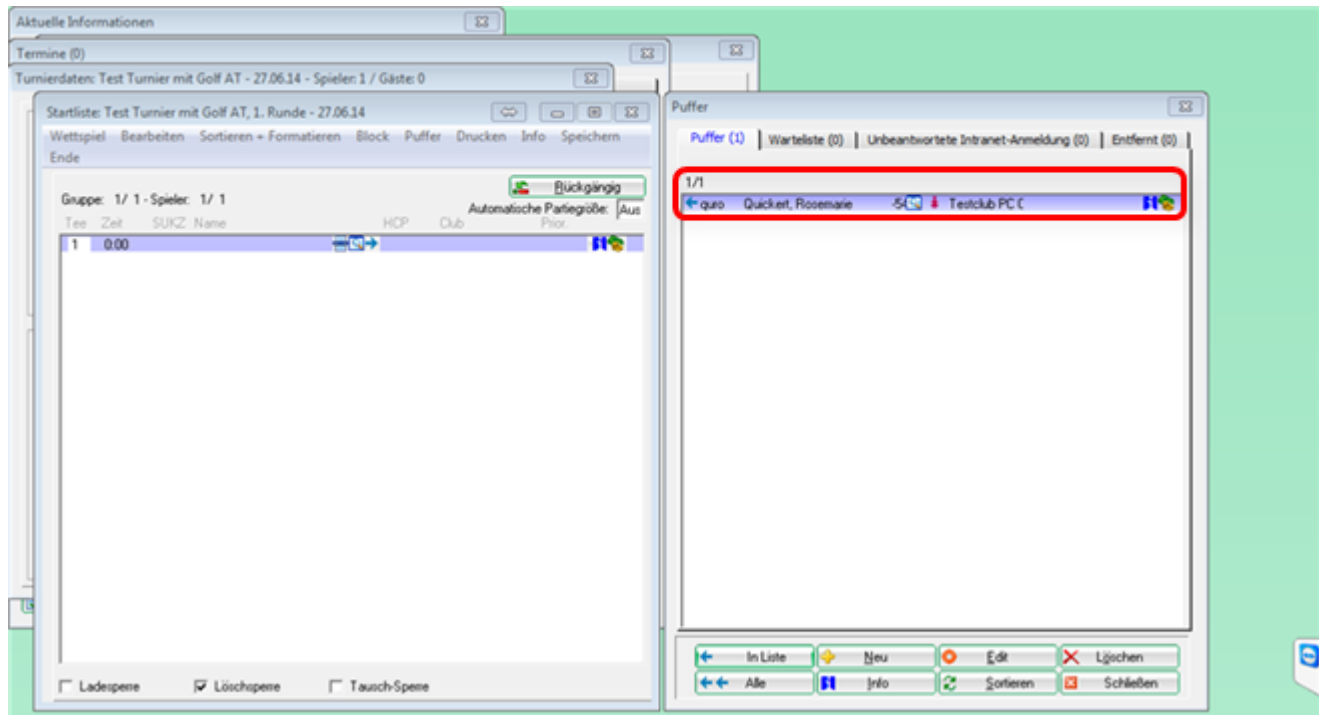 Aktuelle Informationen
Termine (0)
Turnierdaten: Test Turnier mit Golf AT - 27.06.14 - Spieler: 1 / Gäste: 0
Startliste: Test Turnier mit Golf AT, 1. Runde - 27.06.14
Wettspiel Bearbeiten Sortieren + Formatieren Block Puffer Drucken Info Speichern
Ende
Rückgängig
Gruppe: 1/ 1 - Spieler: 1/ 1
Automatische Partiegröße: Aus
Tee Zeit SUKZ Name HCP Club Prior.
1 0:00
Ladesperre Löschsperre Tausch-Sperre
Puffer
Puffer (1) Warteliste (0) Unbeantwortete Intranet-Anmeldung (0) Entfernt (0)
1/1
quro Quickert, Rosemarie -54 Testclub PC C
In Liste Neu Edit Löschen
Alle Info Sortieren Schließen